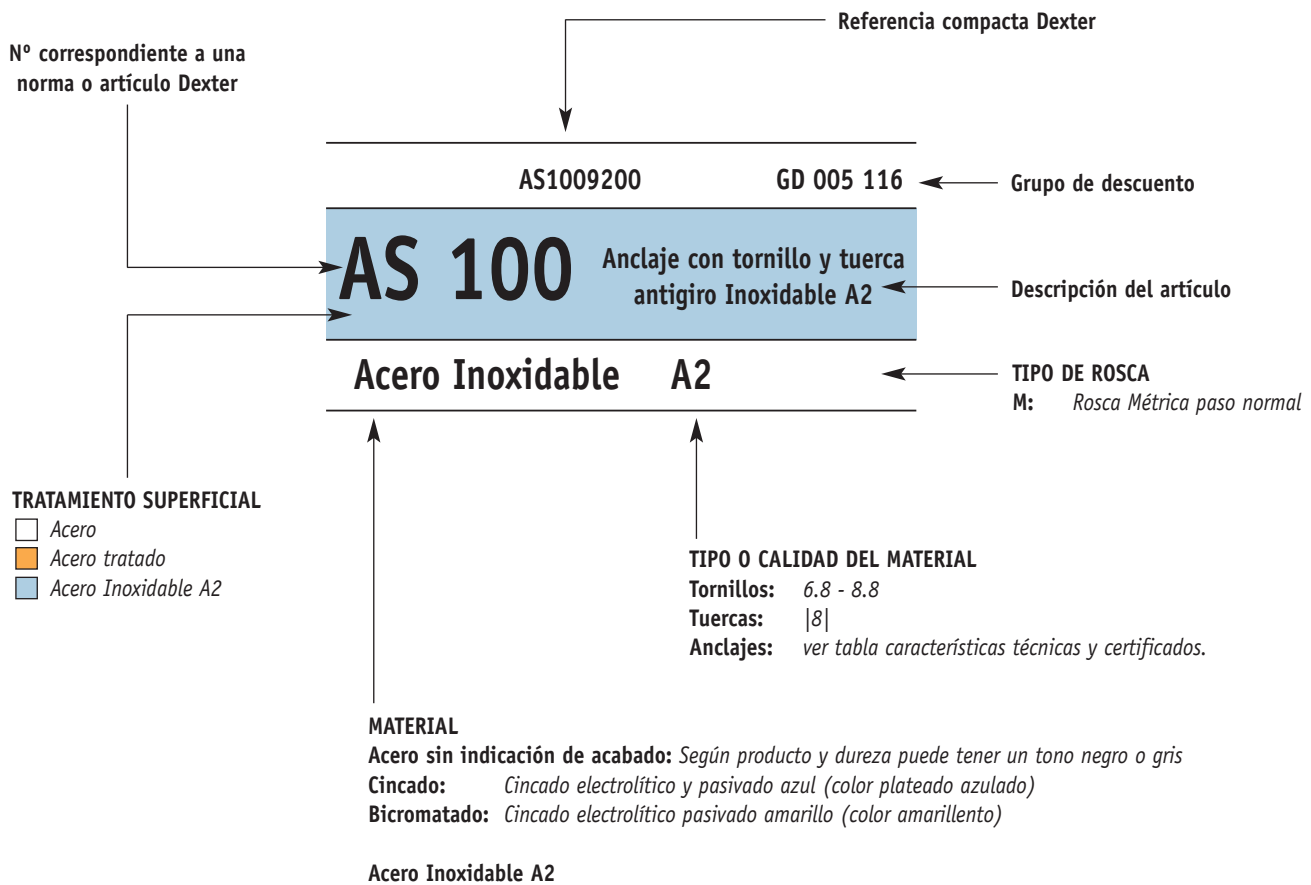 Referencia compacta Dexter
Nº correspondiente a una
norma o artículo Dexter
AS1009200 GD 005 116
Grupo de descuento
AS 100
Anclaje con tornillo y tuerca
antigiro Inoxidable A2
Descripción del artículo
Acero Inoxidable A2
TIPO DE ROSCA
M: Rosca Métrica paso normal
TRATAMIENTO SUPERFICIAL
Acero
Acero tratado
Acero Inoxidable A2
TIPO O CALIDAD DEL MATERIAL
Tornillos: 6.8 - 8.8
Tuercas: |8|
Anclajes: ver tabla características técnicas y certificados.
MATERIAL
Acero sin indicación de acabado: Según producto y dureza puede tener un tono negro o gris
Cincado: Cincado electrolítico y pasivado azul (color plateado azulado)
Bicromatado: Cincado electrolítico pasivado amarillo (color amarillento)
Acero Inoxidable A2